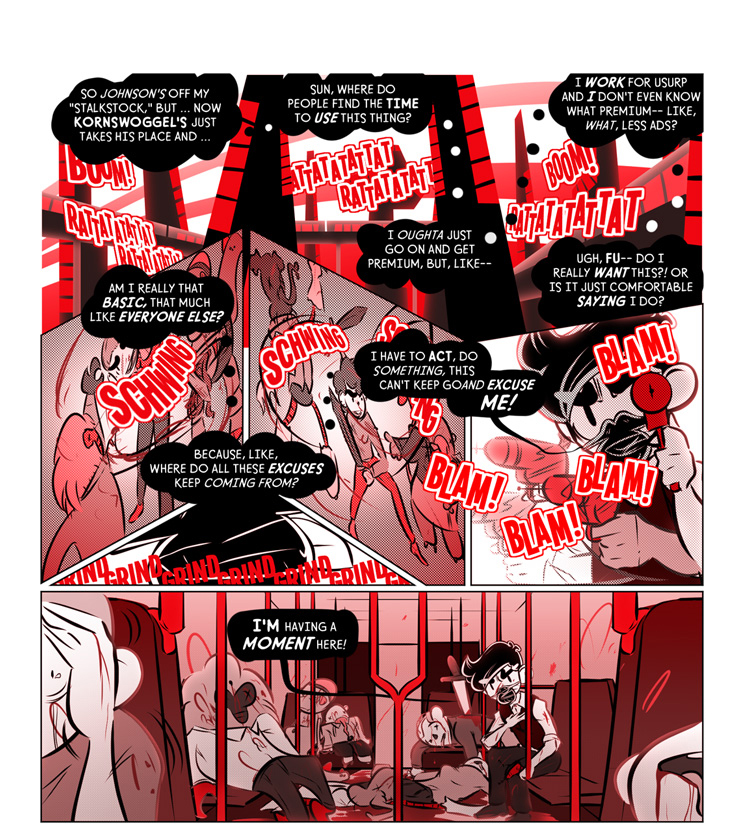 SO JOHNSON'S OFF MY
"STALKSTOCK," BUT ... NOW
KORNSWOGGEL'S JUST
TAKES HIS PLACE AND ...
SUN, WHERE DO
PEOPLE FIND THE TIME
TO USE THIS THING?
I WORK FOR USURP
AND I DON'T EVEN KNOW
WHAT PREMIUM-- LIKE,
WHAT, LESS ADS?
BOOM!
RATTATATATTAT
RATTATATAT
ATTATATATTAT
RATTATATAT!
BOOM!
RATTATATATTAT
I OUGHTA JUST
GO ON AND GET
PREMIUM, BUT, LIKE--
UGH, FU-- DO I
REALLY WANT THIS?! OR
IS IT JUST COMFORTABLE
SAYING I DO?
AM I REALLY THAT
BASIC, THAT MUCH
LIKE EVERYONE ELSE?
SCHWING
SCHWING
I HAVE TO ACT, DO
SOMETHING, THIS
CAN'T KEEP GOAND EXCUSE
ME!
BECAUSE, LIKE,
WHERE DO ALL THESE EXCUSES
KEEP COMING FROM?
BLAM!
BLAM!
BLAM!
BLAM!
GRIND GRIND GRIND GRIND GRIND GRIND
I'M HAVING A
MOMENT HERE!